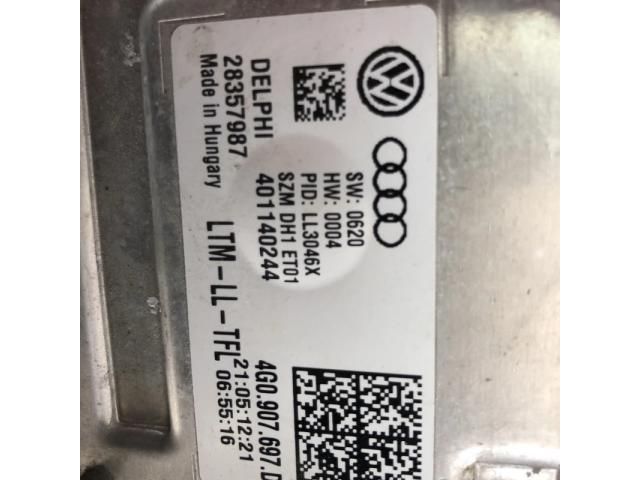 DELPHI
28357987
Made in Hungary
SW: 0620
HW: 0004
PID: LL3046X
SZM DH1 ET01
401140244
LTM-LL-TFL
4G0.907.697.D
21:05:12:21
06:55:16